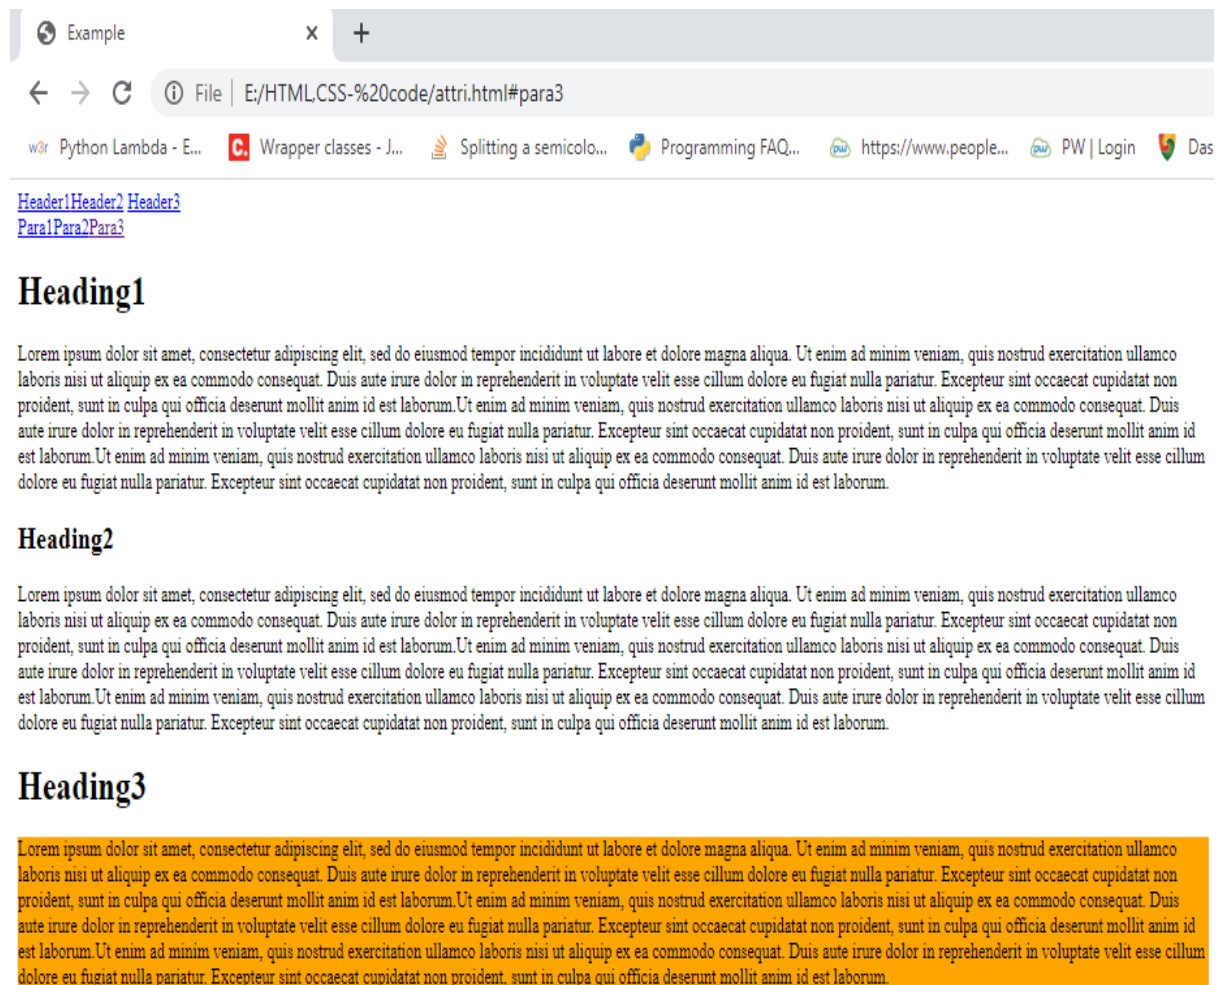 Example
File E:/HTML,CSS-%20code/attri.html#para3
w3r Python Lambda - E... C. Wrapper classes - J... Splitting a semicolo... Programming FAQ... pw https://www.people... pw PW | Login Das
Header1Header2 Header3
Para1Para2Para3
Heading1
Lorem ipsum dolor sit amet, consectetur adipiscing elit, sed do eiusmod tempor incididunt ut labore et dolore magna aliqua. Ut enim ad minim veniam, quis nostrud exercitation ullamco
laboris nisi ut aliquip ex ea commodo consequat. Duis aute irure dolor in reprehenderit in voluptate velit esse cillum dolore eu fugiat nulla pariatur. Excepteur sint occaecat cupidatat non
proident, sunt in culpa qui officia deserunt mollit anim id est laborum.Ut enim ad minim veniam, quis nostrud exercitation ullamco laboris nisi ut aliquip ex ea commodo consequat. Duis
aute irure dolor in reprehenderit in voluptate velit esse cillum dolore eu fugiat nulla pariatur. Excepteur sint occaecat cupidatat non proident, sunt in culpa qui officia deserunt mollit anim id
est laborum.Ut enim ad minim veniam, quis nostrud exercitation ullamco laboris nisi ut aliquip ex ea commodo consequat. Duis aute irure dolor in reprehenderit in voluptate velit esse cillum
dolore eu fugiat nulla pariatur. Excepteur sint occaecat cupidatat non proident, sunt in culpa qui officia deserunt mollit anim id est laborum.
Heading2
Lorem ipsum dolor sit amet, consectetur adipiscing elit, sed do eiusmod tempor incididunt ut labore et dolore magna aliqua. Ut enim ad minim veniam, quis nostrud exercitation ullamco
laboris nisi ut aliquip ex ea commodo consequat. Duis aute irure dolor in reprehenderit in voluptate velit esse cillum dolore eu fugiat nulla pariatur. Excepteur sint occaecat cupidatat non
proident, sunt in culpa qui officia deserunt mollit anim id est laborum.Ut enim ad minim veniam, quis nostrud exercitation ullamco laboris nisi ut aliquip ex ea commodo consequat. Duis
aute irure dolor in reprehenderit in voluptate velit esse cillum dolore eu fugiat nulla pariatur. Excepteur sint occaecat cupidatat non proident, sunt in culpa qui officia deserunt mollit anim id
est laborum.Ut enim ad minim veniam, quis nostrud exercitation ullamco laboris nisi ut aliquip ex ea commodo consequat. Duis aute irure dolor in reprehenderit in voluptate velit esse cillum
dolore eu fugiat nulla pariatur. Excepteur sint occaecat cupidatat non proident, sunt in culpa qui officia deserunt mollit anim id est laborum.
Heading3
Lorem ipsum dolor sit amet, consectetur adipiscing elit, sed do eiusmod tempor incididunt ut labore et dolore magna aliqua. Ut enim ad minim veniam, quis nostrud exercitation ullamco
laboris nisi ut aliquip ex ea commodo consequat. Duis aute irure dolor in reprehenderit in voluptate velit esse cillum dolore eu fugiat nulla pariatur. Excepteur sint occaecat cupidatat non
proident, sunt in culpa qui officia deserunt mollit anim id est laborum.Ut enim ad minim veniam, quis nostrud exercitation ullamco laboris nisi ut aliquip ex ea commodo consequat. Duis
aute irure dolor in reprehenderit in voluptate velit esse cillum dolore eu fugiat nulla pariatur. Excepteur sint occaecat cupidatat non proident, sunt in culpa qui officia deserunt mollit anim id
est laborum.Ut enim ad minim veniam, quis nostrud exercitation ullamco laboris nisi ut aliquip ex ea commodo consequat. Duis aute irure dolor in reprehenderit in voluptate velit esse cillum
dolore eu fugiat nulla pariatur. Excepteur sint occaecat cupidatat non proident, sunt in culpa qui officia deserunt mollit anim id est laborum.